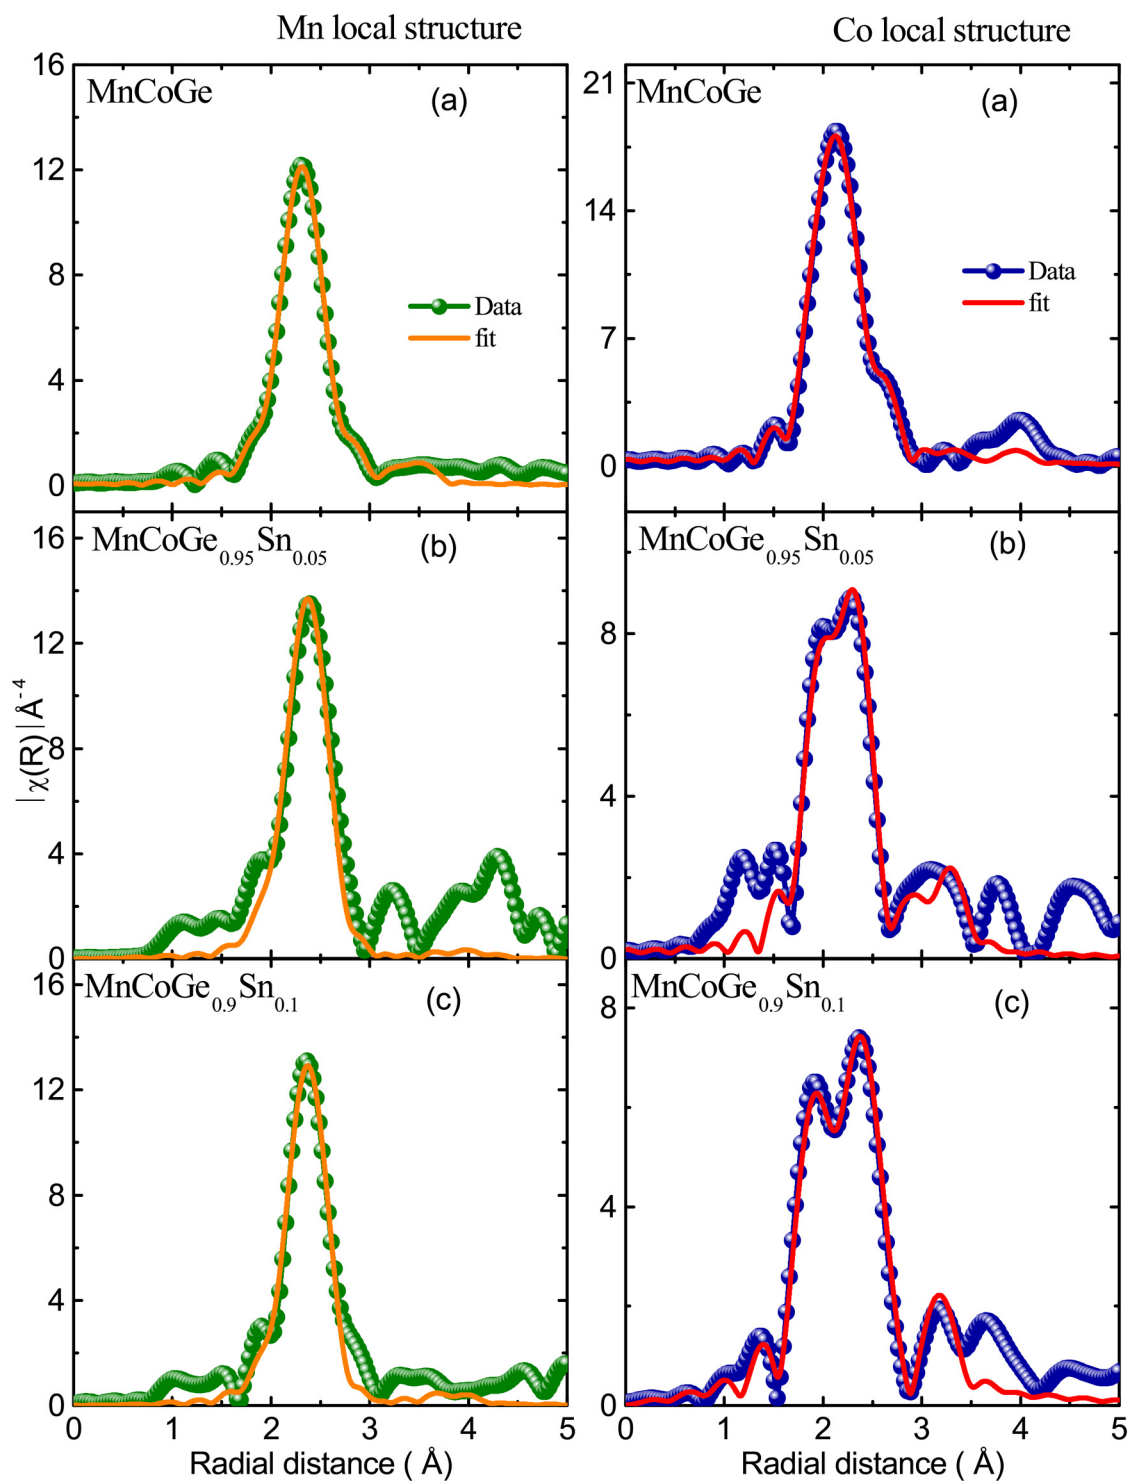 Mn local structure
Co local structure
MnCoGe (a)
16
12
8
4
0
Data
fit
MnCoGe (a)
21
14
7
0
Data
fit
MnCoGe0.95Sn0.05 (b)
16
12
8
4
0
|χ(R)|Å-4
MnCoGe0.95Sn0.05 (b)
8
4
0
MnCoGe0.9Sn0.1 (c)
16
12
8
4
0
0 1 2 3 4 5
Radial distance ( Å)
MnCoGe0.9Sn0.1 (c)
8
4
0
0 1 2 3 4 5
Radial distance ( Å)